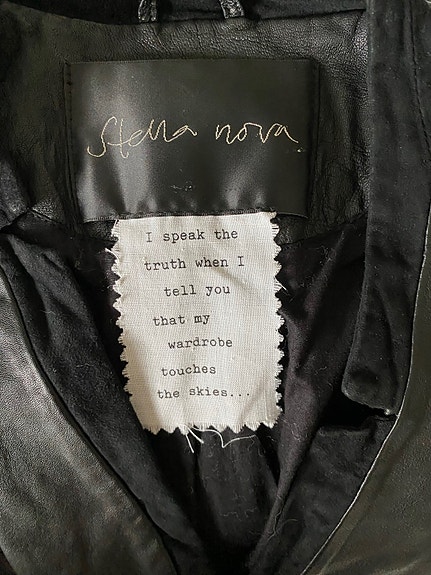 stella nova
I speak the
truth when I
tell you
that my
wardrobe
touches
the skies...